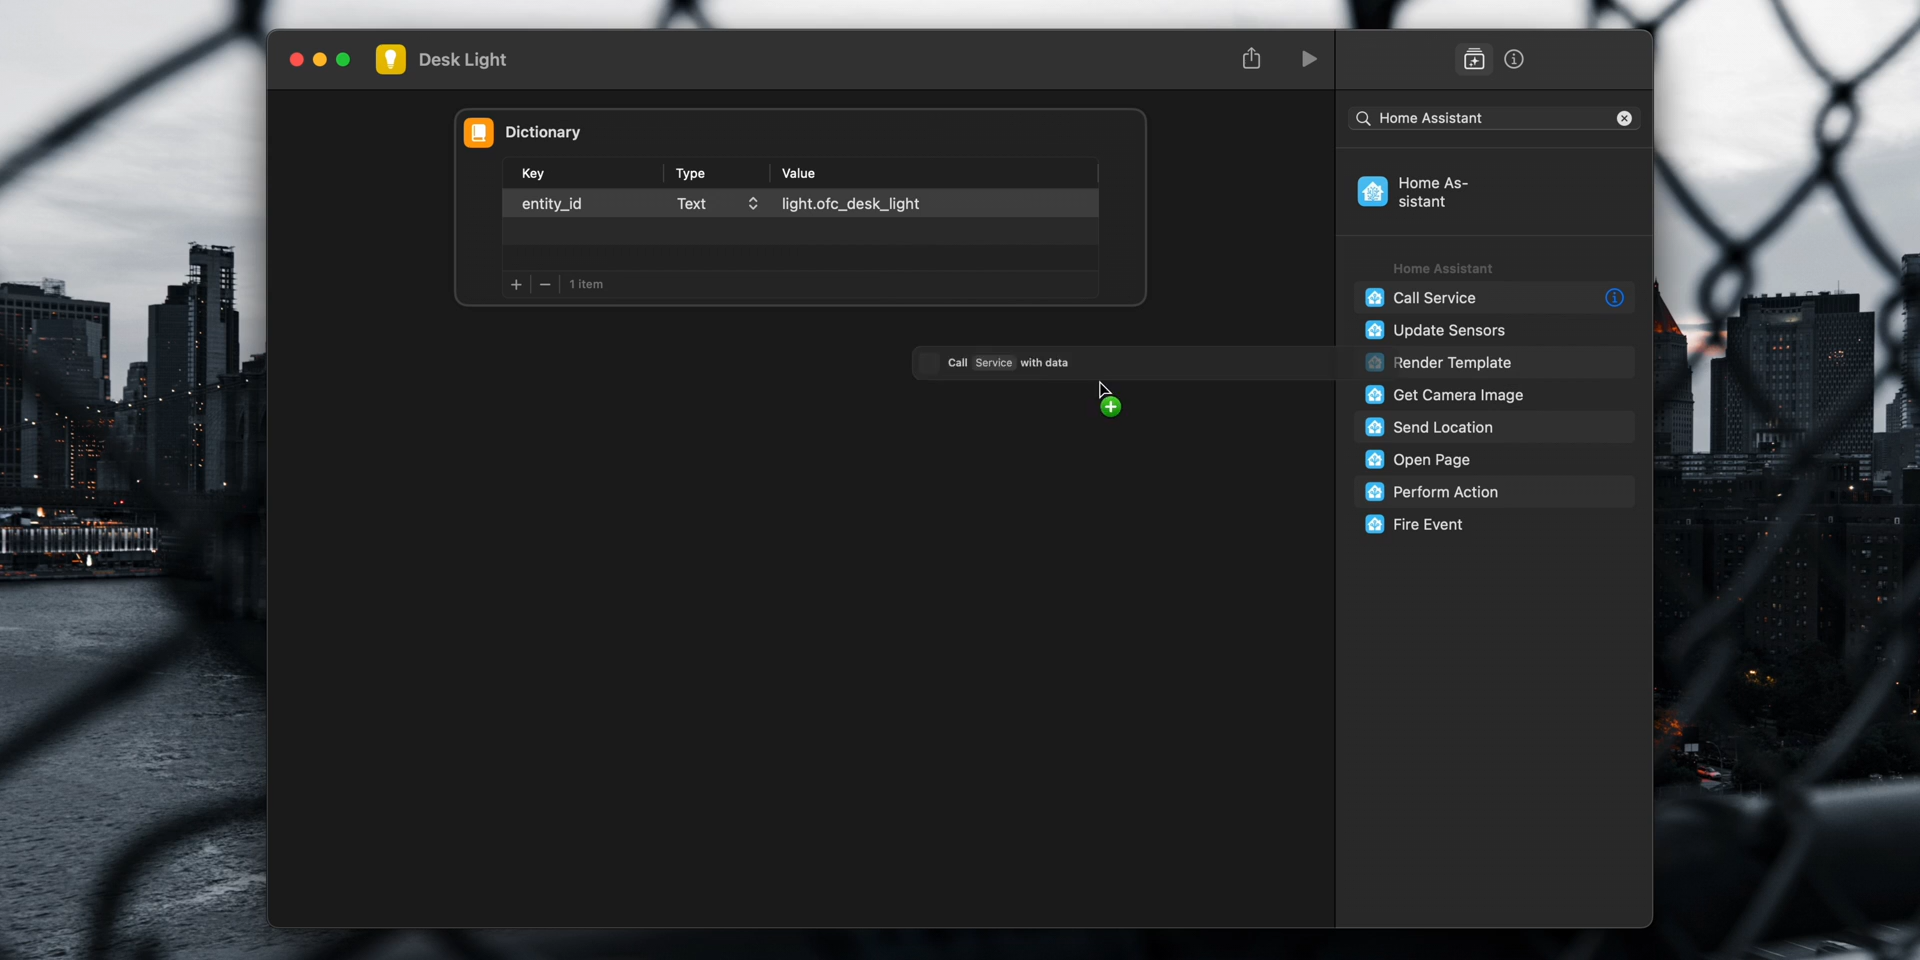 Desk Light
Dictionary
Key Type Value
entity_id Text light.ofc_desk_light
1 item
Call Service with data
Home Assistant
Home As-
sistant
Home Assistant
Call Service
Update Sensors
Render Template
Get Camera Image
Send Location
Open Page
Perform Action
Fire Event